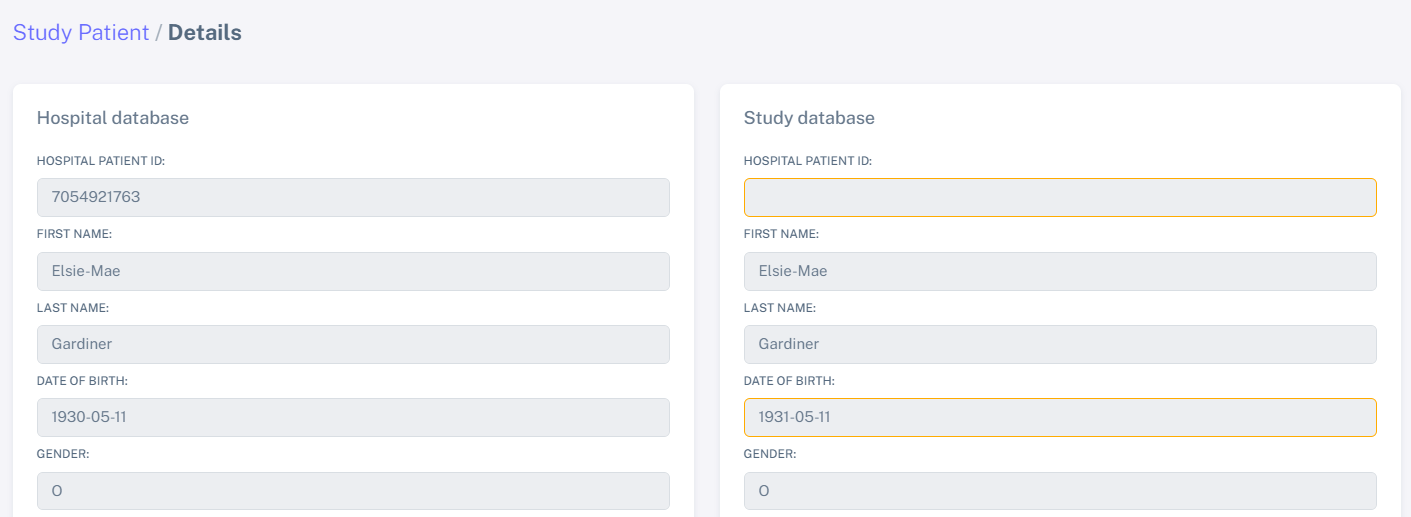 Study Patient / Details
Hospital database
HOSPITAL PATIENT ID:
7054921763
FIRST NAME:
Elsie-Mae
LAST NAME:
Gardiner
DATE OF BIRTH:
1930-05-11
GENDER:
O
Study database
HOSPITAL PATIENT ID:
FIRST NAME:
Elsie-Mae
LAST NAME:
Gardiner
DATE OF BIRTH:
1931-05-11
GENDER:
O